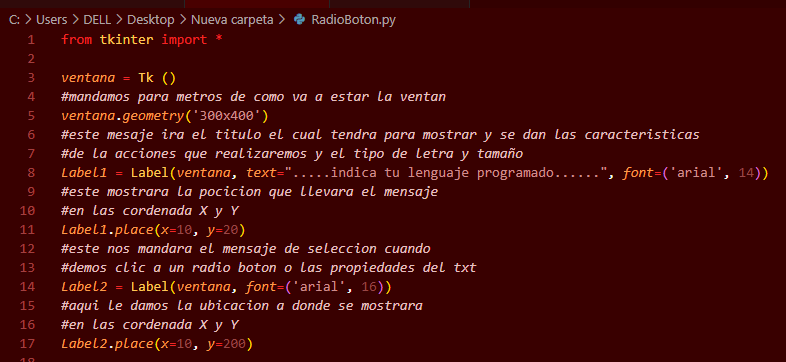 C: > Users > DELL > Desktop > Nueva carpeta > RadioBoton.py
1 from tkinter import *
2
3 ventana = Tk ()
4 #mandamos para metros de como va a estar la ventan
5 ventana.geometry('300x400')
6 #este mesaje ira el titulo el cual tendra para mostrar y se dan las caracteristicas
7 #de la acciones que realizaremos y el tipo de letra y tamaño
8 Label1 = Label(ventana, text=".....indica tu lenguaje programado......", font=('arial', 14))
9 #este mostrara la pocicion que llevara el mensaje
10 #en las cordenada X y Y
11 Label1.place(x=10, y=20)
12 #este nos mandara el mensaje de seleccion cuando
13 #demos clic a un radio boton o las propiedades del txt
14 Label2 = Label(ventana, font=('arial', 16))
15 #aqui le damos la ubicacion a donde se mostrara
16 #en las cordenada X y Y
17 Label2.place(x=10, y=200)